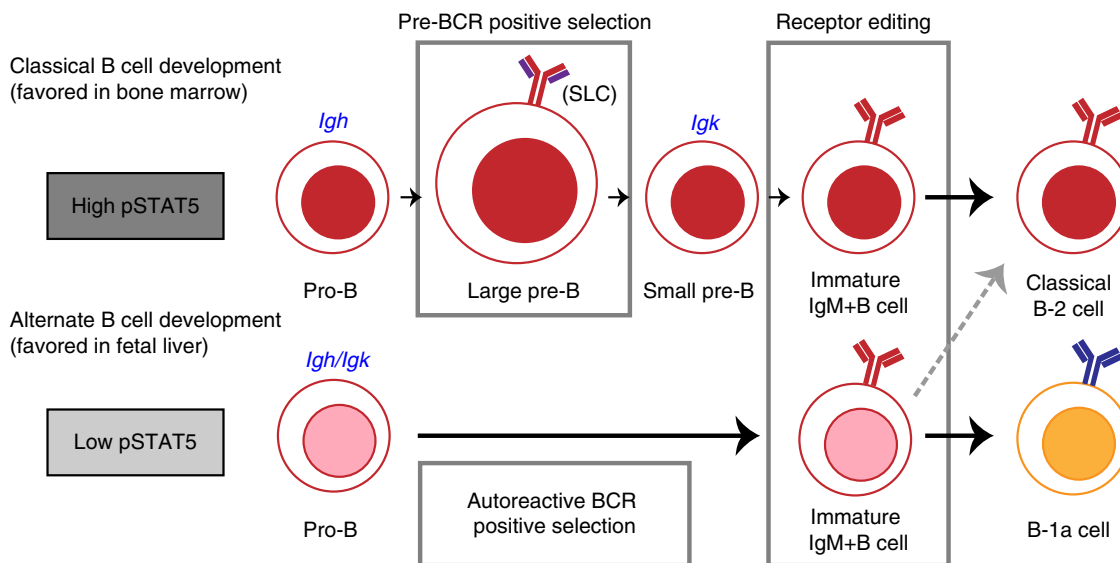 Pre-BCR positive selection
Receptor editing
Classical B cell development
(favored in bone marrow)
(SLC)
Igh
Igk
High pSTAT5
Pro-B
Large pre-B
Small pre-B
Immature
IgM+B cell
Classical
B-2 cell
Alternate B cell development
(favored in fetal liver)
Igh/Igk
Low pSTAT5
Autoreactive BCR
positive selection
Pro-B
Immature
IgM+B cell
B-1a cell